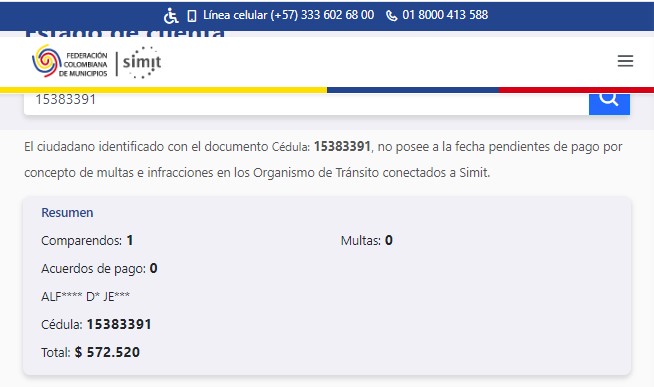 Línea celular (+57) 333 602 68 00 01 8000 413 588
Estado de cuenta
FEDERACIÓN
COLOMBIANA
DE MUNICIPIOS
simit
15383391
El ciudadano identificado con el documento Cédula: 15383391, no posee a la fecha pendientes de pago por
concepto de multas e infracciones en los Organismo de Tránsito conectados a Simit.
Resumen
Comparendos: 1 Multas: 0
Acuerdos de pago: 0
ALF**** D* JE***
Cédula: 15383391
Total: $ 572.520